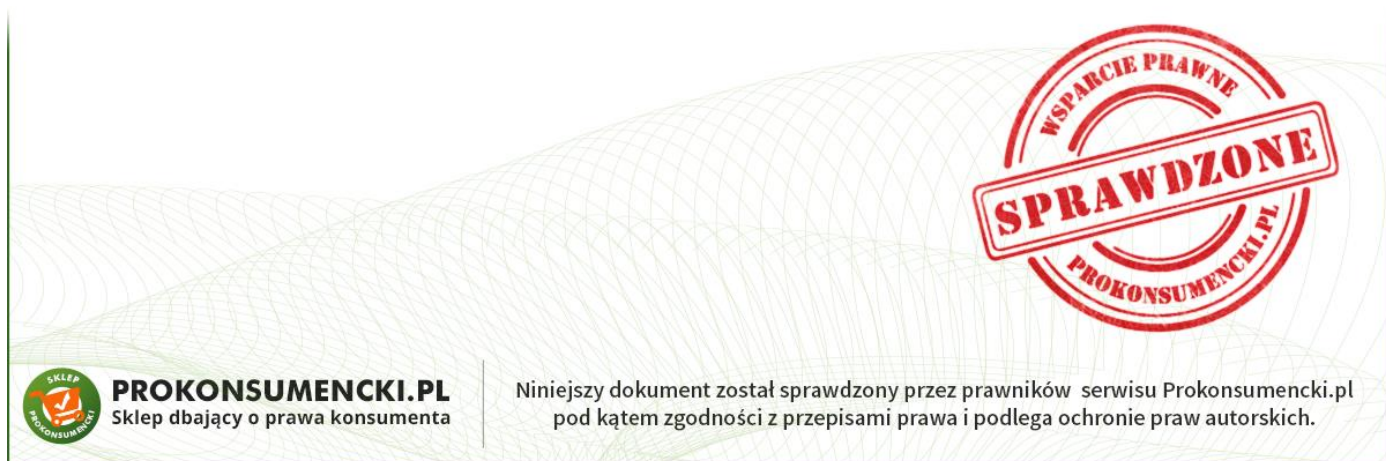 WSPARCIE PRAWNE
SPRAWDZONE
PROKONSUMENCKI.PL
SKLEP
PROKONSUMENCKI
PROKONSUMENCKI.PL
Sklep dbający o prawa konsumenta
Niniejszy dokument został sprawdzony przez prawników serwisu Prokonsumencki.pl
pod kątem zgodności z przepisami prawa i podlega ochronie praw autorskich.